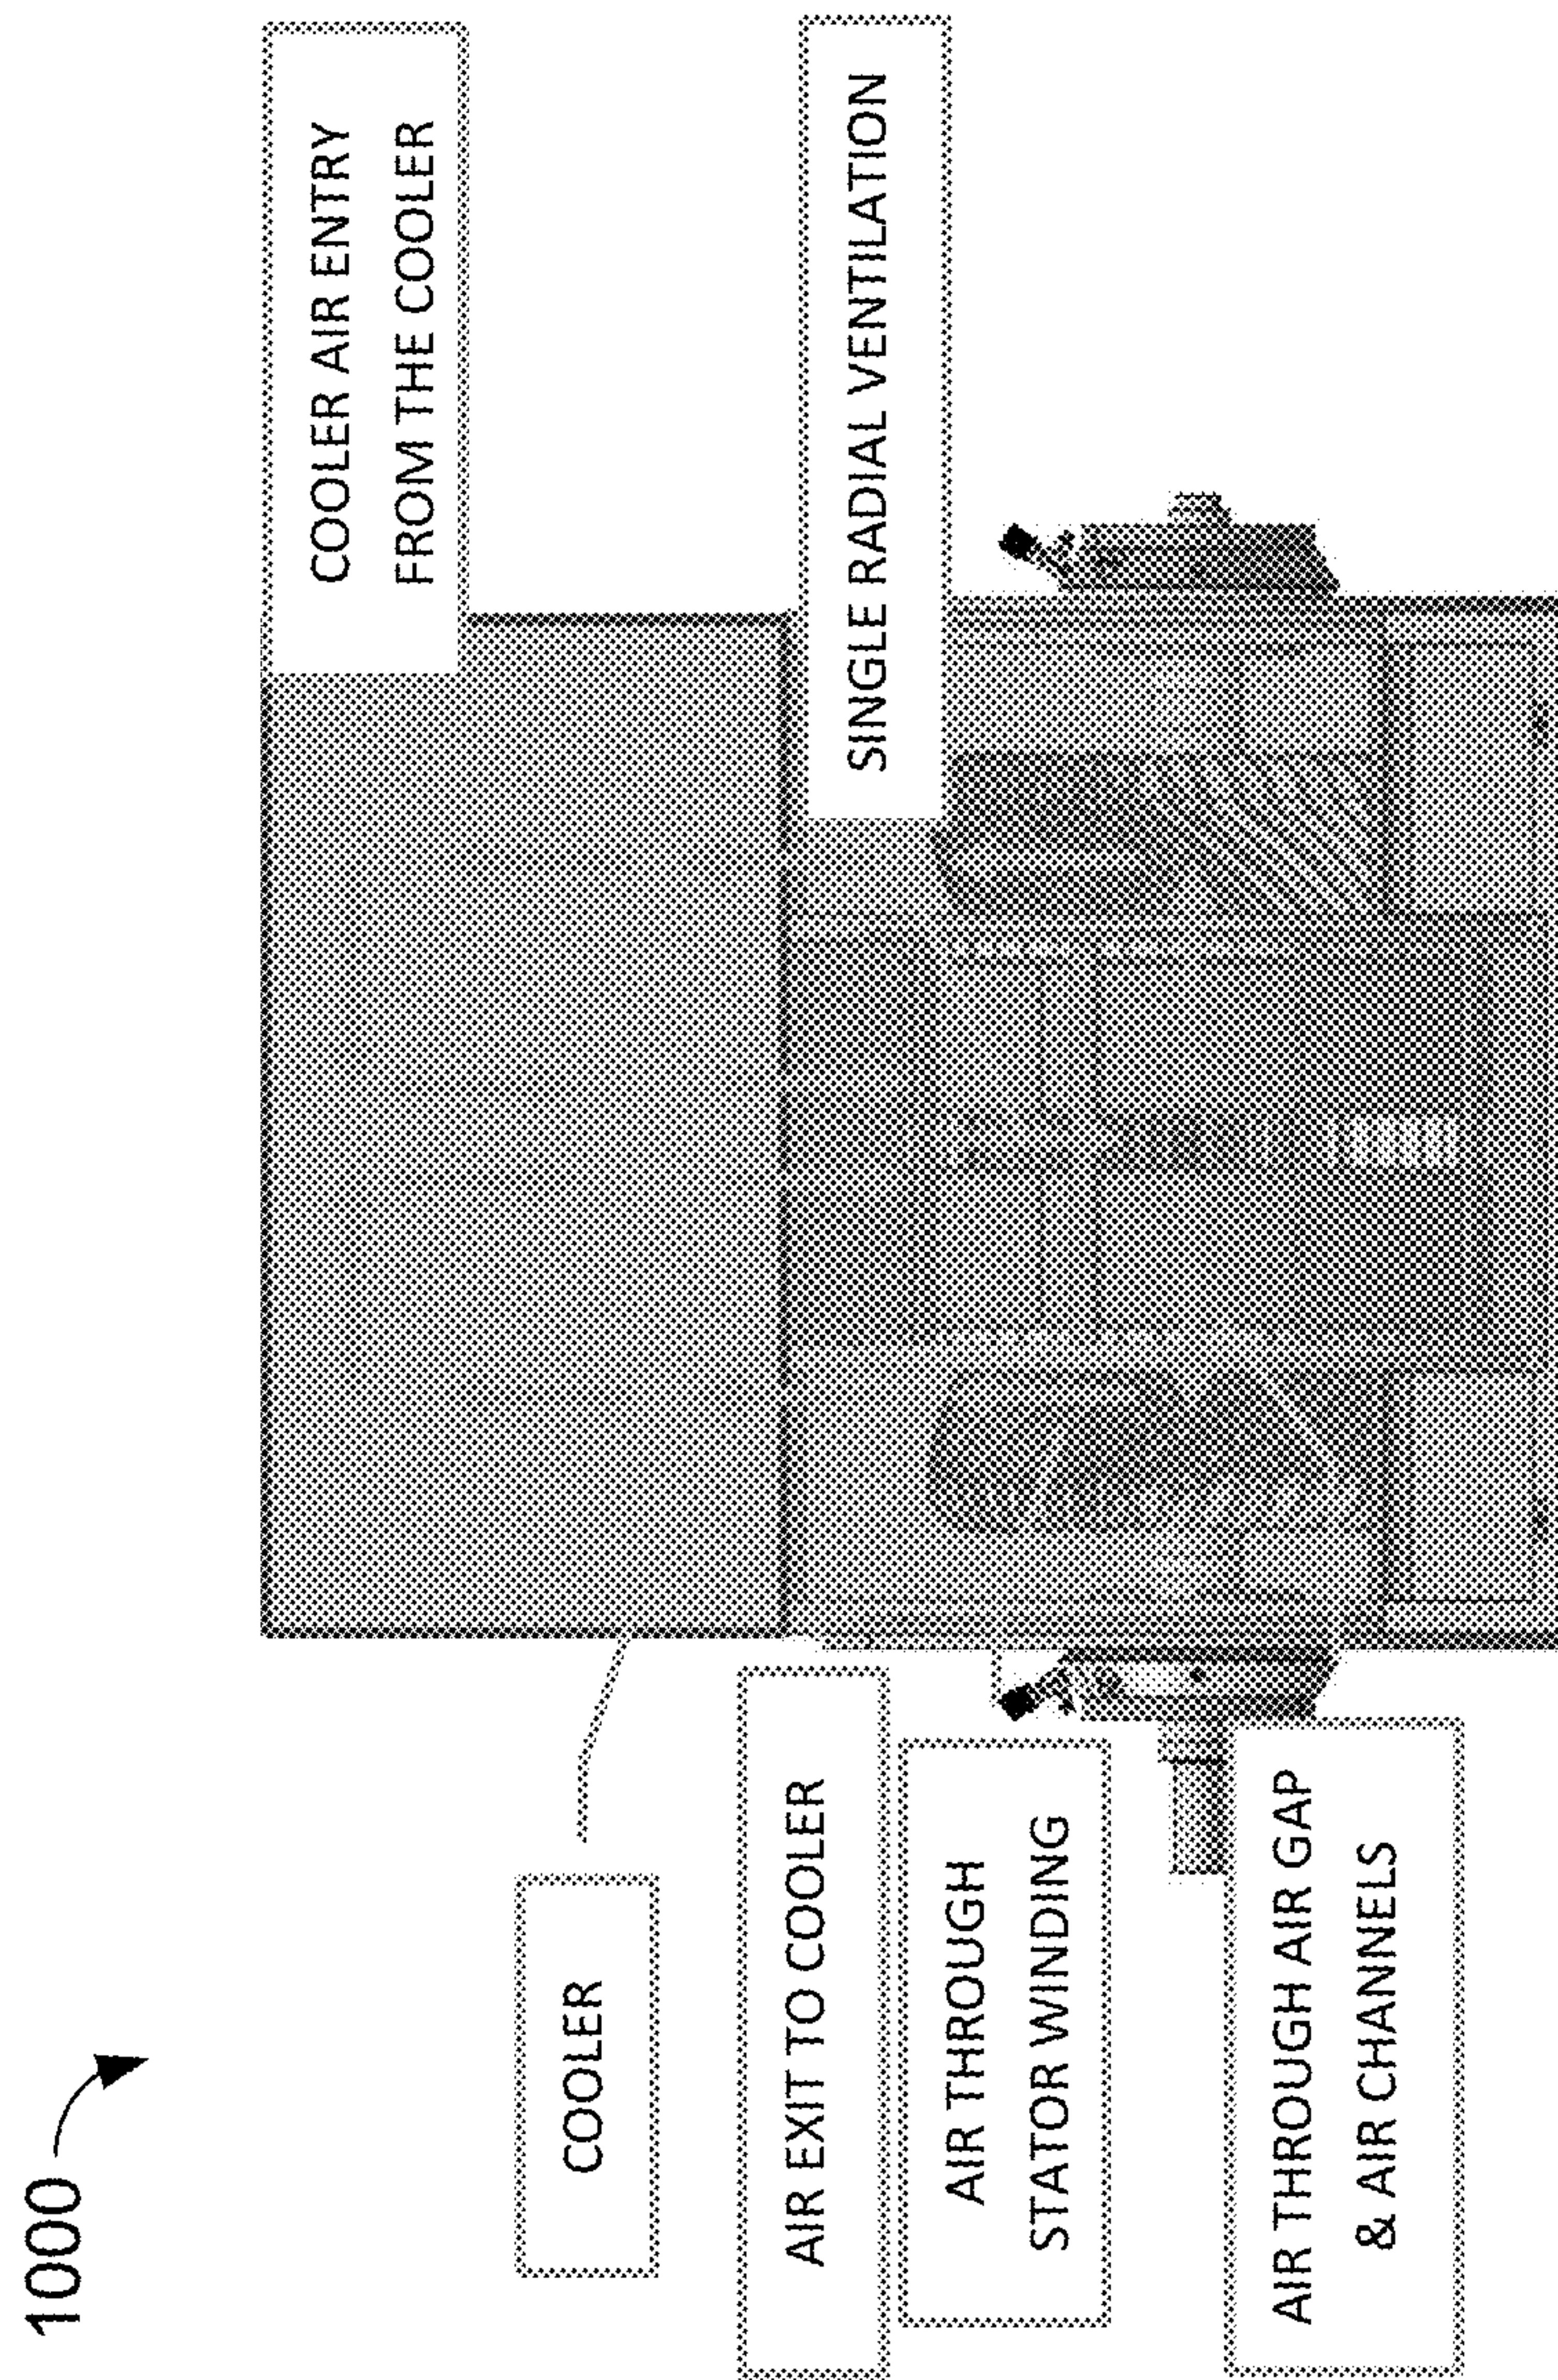 1000
COOLER
AIR EXIT TO COOLER
AIR THROUGH
STATOR WINDING
AIR THROUGH AIR GAP
& AIR CHANNELS
COOLER AIR ENTRY
FROM THE COOLER
SINGLE RADIAL VENTILATION